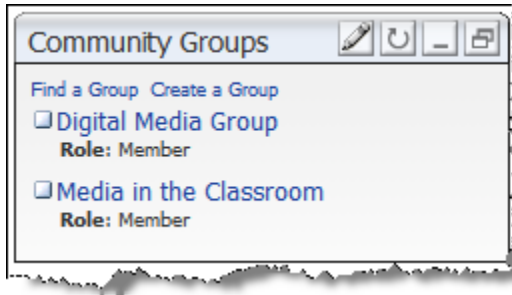 Community Groups
Find a Group Create a Group
Digital Media Group
Role: Member
Media in the Classroom
Role: Member